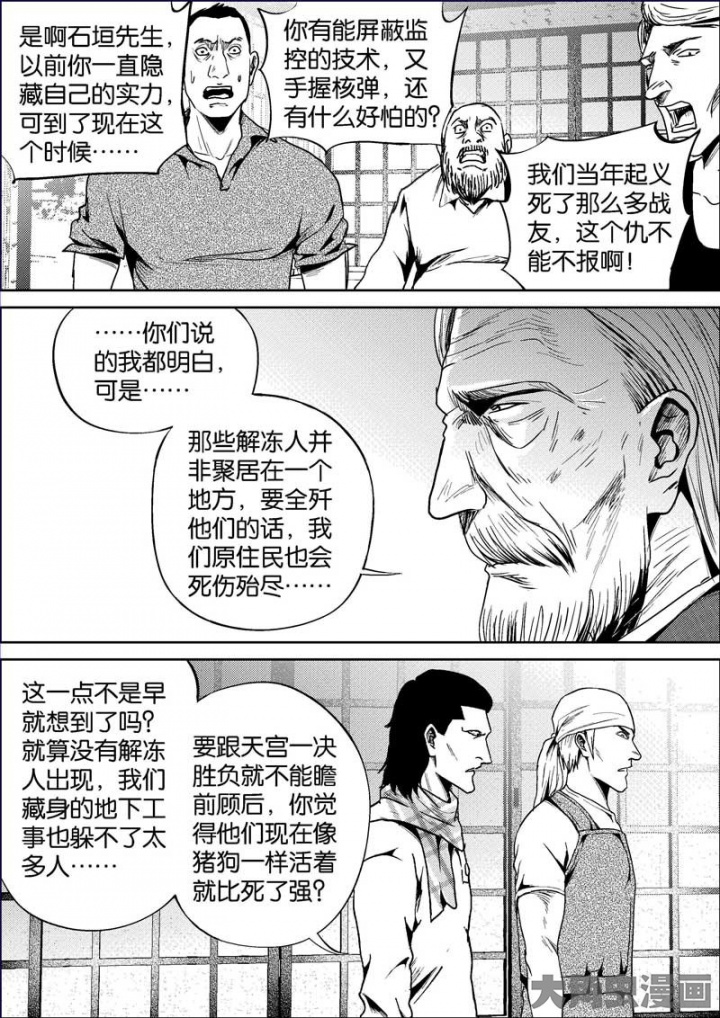 是啊石垣先生，
以前你一直隐
藏自己的实力，
可到了现在这
个时候……
你有能屏蔽监
控的技术，又
手握核弹，还
有什么好怕的？
我们当年起义
死了那么多战
友，这个仇不
能不报啊！
……你们说
的我都明白，
可是……
那些解冻人并
非聚居在一个
地方，要全歼
他们的话，我
们原住民也会
死伤殆尽……
这一点不是早
就想到了吗？
就算没有解冻
人出现，我们
藏身的地下工
事也躲不了太
多人……
要跟天宫一决
胜负就不能瞻
前顾后，你觉
得他们现在像
猪狗一样活着
就比死了强？
大角虫漫画